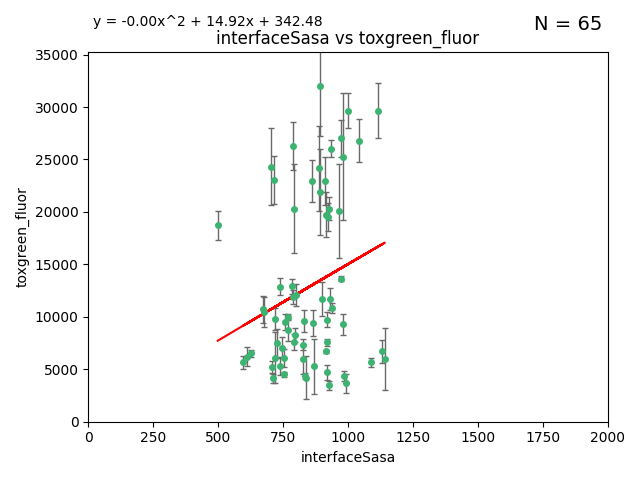 y = -0.00x^2 + 14.92x + 342.48
N = 65
interfaceSasa vs toxgreen_fluor
35000
30000
25000
20000
15000
10000
5000
0
toxgreen_fluor
0 250 500 750 1000 1250 1500 1750 2000
interfaceSasa